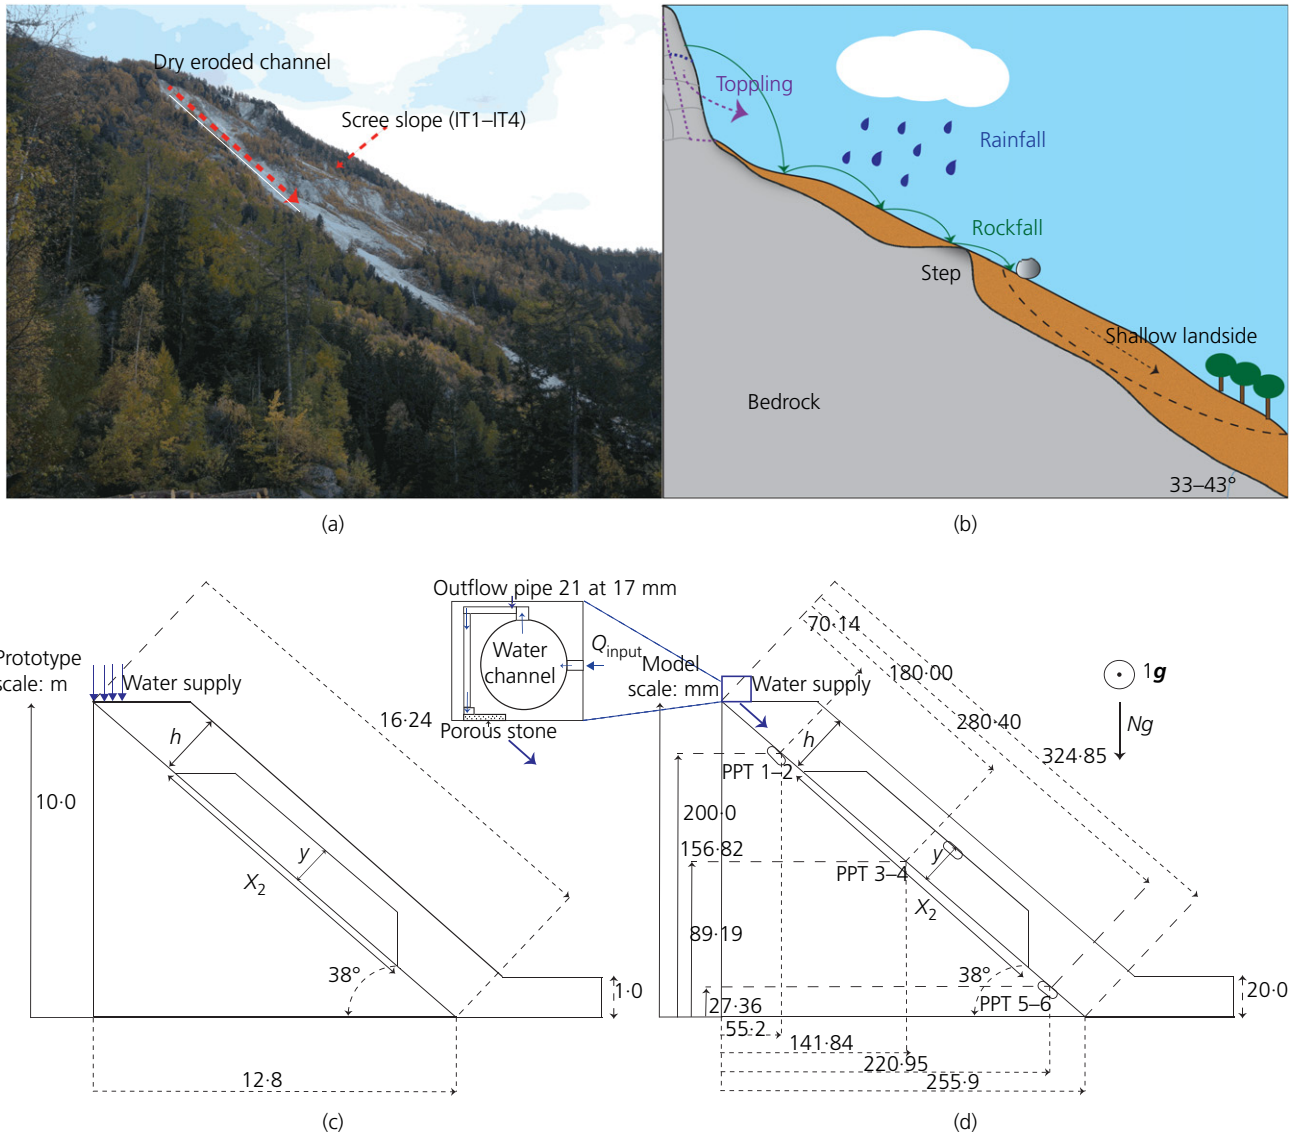 Dry eroded channel
Scree slope (IT1–IT4)
(a)
Toppling
Rainfall
Rockfall
Step
Shallow landside
Bedrock
33–43°
(b)
Prototype
scale: m
Water supply
h
16·24
10·0
y
X2
38°
1·0
12·8
(c)
Outflow pipe 21 at 17 mm
Water
channel
Qinput
Porous stone
Model
scale: mm
Water supply
70·14
180·00
280·40
324·85
1g
Ng
h
PPT 1–2
200·0
156·82
y
PPT 3–4
X2
89·19
38°
PPT 5–6
27·36
20·0
55·2
141·84
220·95
255·9
(d)